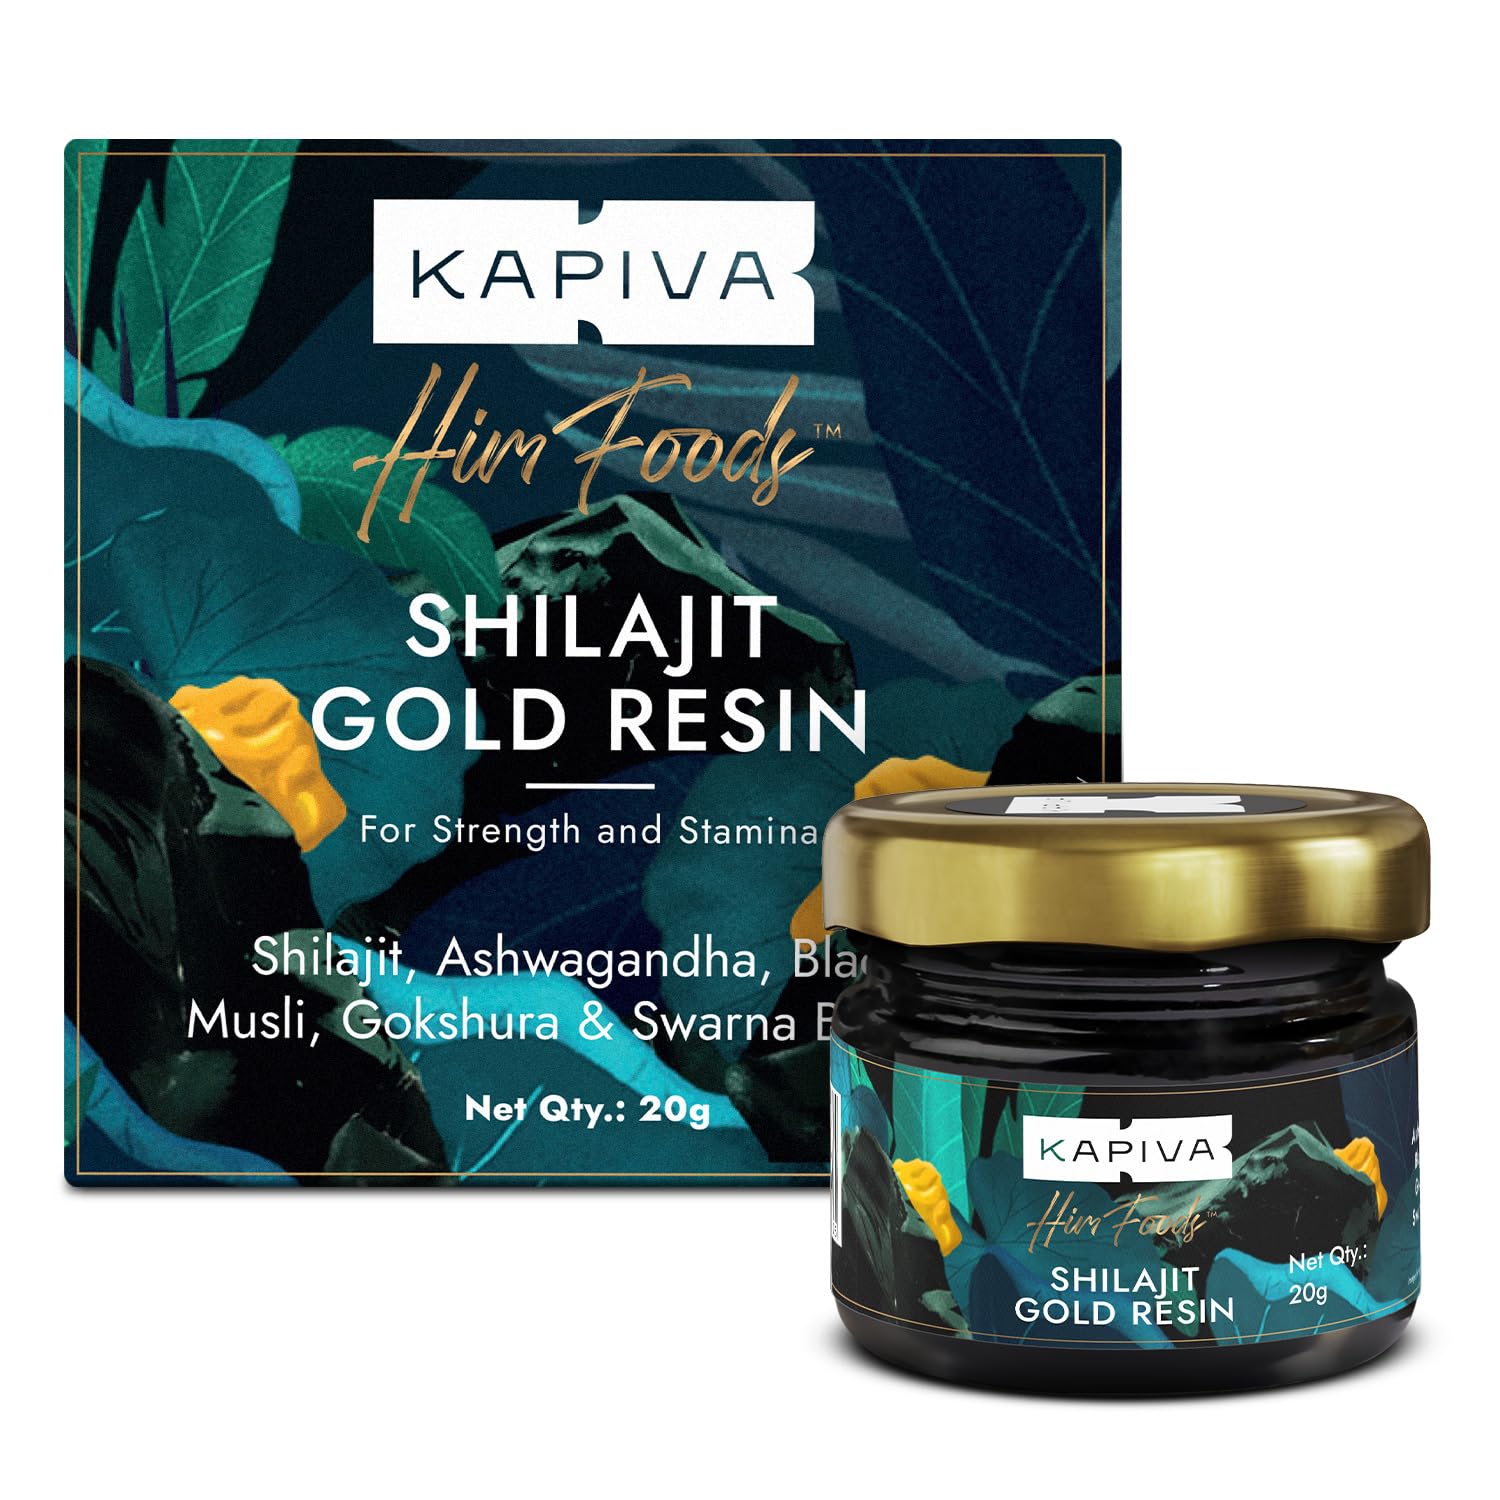 KAPIVA
Him Foods™
SHILAJIT
GOLD RESIN
For Strength and Stamina
Shilajit, Ashwagandha,
Musli, Gokshura & Swarna
Net Qty.: 20g
KAPIVA
Him Foods™
SHILAJIT
GOLD RESIN
Net Qty.:
20g